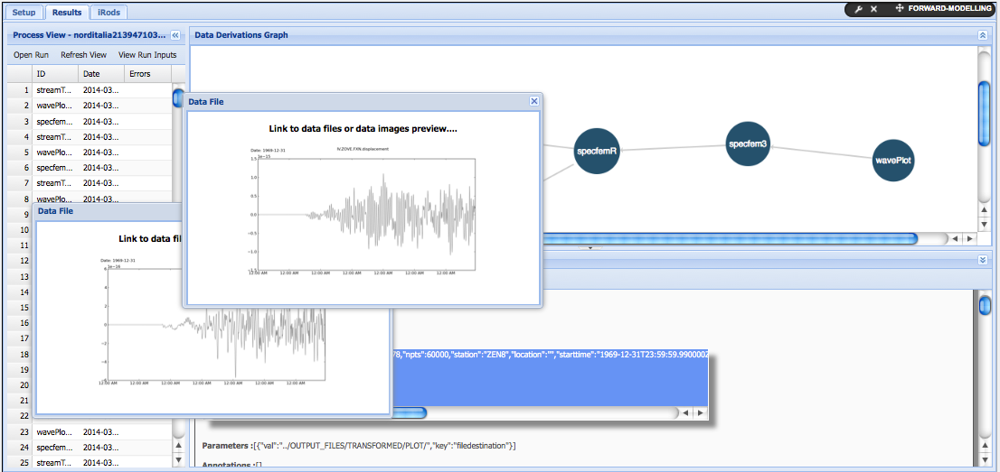 Setup
Results
iRods
FORWARD-MODELLING
Process View - norditalia213947103...
Open Run Refresh View View Run Inputs
ID Date Errors
1 streamT... 2014-03...
2 wavePlo... 2014-03...
3 specfem... 2014-03...
4 streamT... 2014-03...
5 wavePlo... 2014-03...
6 specfem... 2014-03...
7 streamT... 2014-03...
8 wavePlo... 2014-03...
9
10
11
12
13
14
15
16
17
18
19
20
21
22
23 wavePlo... 2014-03...
24 specfem... 2014-03...
25 streamT... 2014-03...
Data Derivations Graph
specfemR
specfem3
wavePlot
Data File
Link to data files or data images preview....
Date: 1969-12-31
IV.ZOVE.FXN.displacement
1e-15
1.5
1.0
0.5
0.0
-0.5
-1.0
-1.5
12:00 AM 12:00 AM 12:00 AM 12:00 AM 12:00 AM 12:00 AM 12:00 AM
Data File
Link to data fil
Date: 1969-12-31
1e-16
6
4
2
0
-2
-4
-6
12:00 AM 12:00 AM 12:00 AM 12:00 AM 12:00 AM 12:00 AM 12:00 AM
78,"npts":60000,"station":"ZEN8","location":"","starttime":"1969-12-31T23:59:59.990000Z
Parameters :[{"val":"../OUTPUT_FILES/TRANSFORMED/PLOT/","key":"filedestination"}]
Annotations :[]